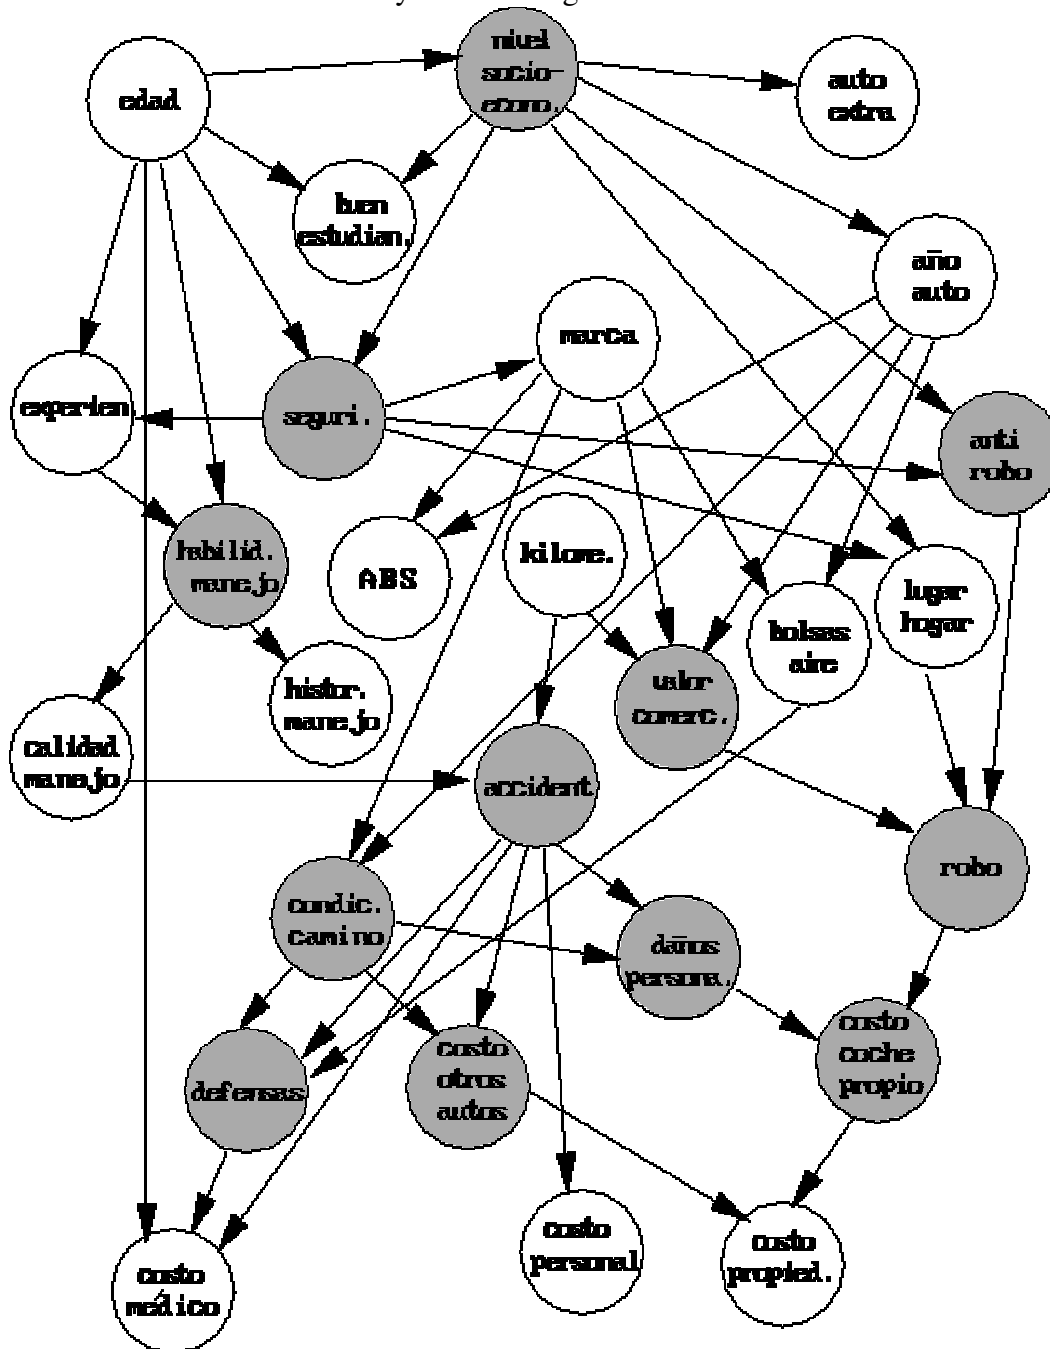 nivel
socio-
econo.
edad
auto
extra
buen
estudian.
año
auto
marca
experien.
seguri.
anti
robo
habilid.
manejo
ABS
kilome.
lugar
hogar
bolsas
aire
histor.
manejo
valor
comerc.
calidad
manejo
accident.
robo
condic.
camino
daños
persona.
costo
coche
propio
defensas
costo
otros
autos
costo
personal
costo
propied.
costo
médico